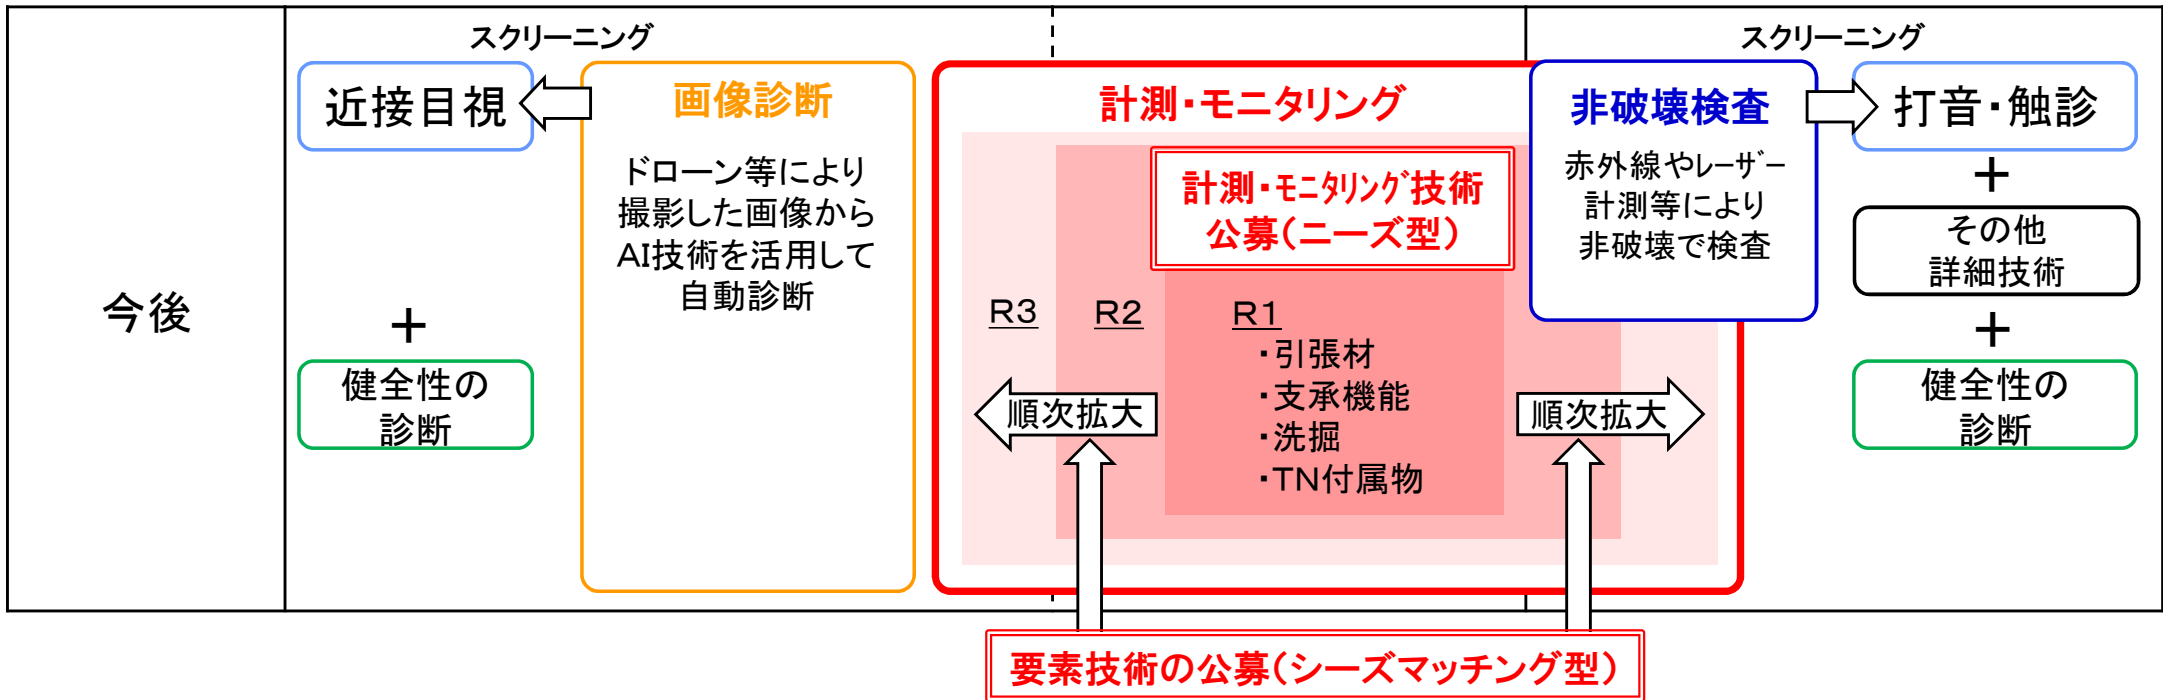 今後
スクリーニング
近接目視
+
健全性の
診断
画像診断
ドローン等により
撮影した画像から
AI技術を活用して
自動診断
計測・モニタリング
計測・モニタリング技術
公募(ニーズ型)
R3
R2
R1
・引張材
・支承機能
・洗掘
・TN付属物
順次拡大
順次拡大
非破壊検査
赤外線やレーザー
計測等により
非破壊で検査
スクリーニング
打音・触診
+
その他
詳細技術
+
健全性の
診断
要素技術の公募(シーズマッチング型)